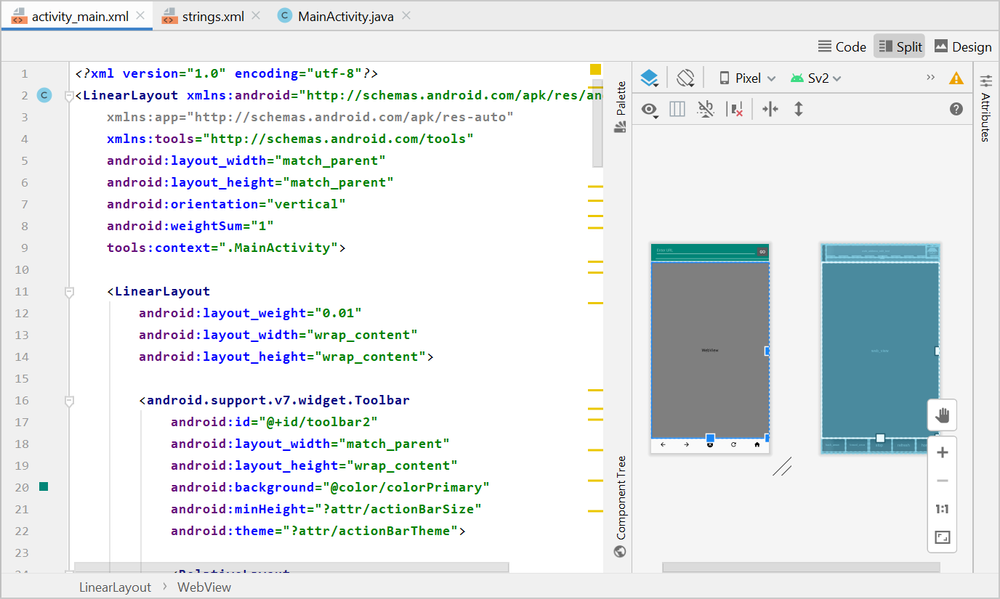 activity_main.xml strings.xml MainActivity.java
Code Split Design
1 <?xml version="1.0" encoding="utf-8"?>
2 <LinearLayout xmlns:android="http://schemas.android.com/apk/res/an
3 xmlns:app="http://schemas.android.com/apk/res-auto"
4 xmlns:tools="http://schemas.android.com/tools"
5 android:layout_width="match_parent"
6 android:layout_height="match_parent"
7 android:orientation="vertical"
8 android:weightSum="1"
9 tools:context=".MainActivity">
10
11 <LinearLayout
12 android:layout_weight="0.01"
13 android:layout_width="wrap_content"
14 android:layout_height="wrap_content">
15
16 <android.support.v7.widget.Toolbar
17 android:id="@+id/toolbar2"
18 android:layout_width="match_parent"
19 android:layout_height="wrap_content"
20 android:background="@color/colorPrimary"
21 android:minHeight="?attr/actionBarSize"
22 android:theme="?attr/actionBarTheme">
23
24 <RelativeLayout
Palette
Component Tree
Pixel Sv2
Enter URL GO
WebView
web_view
refresh
1:1
Attributes
LinearLayout > WebView